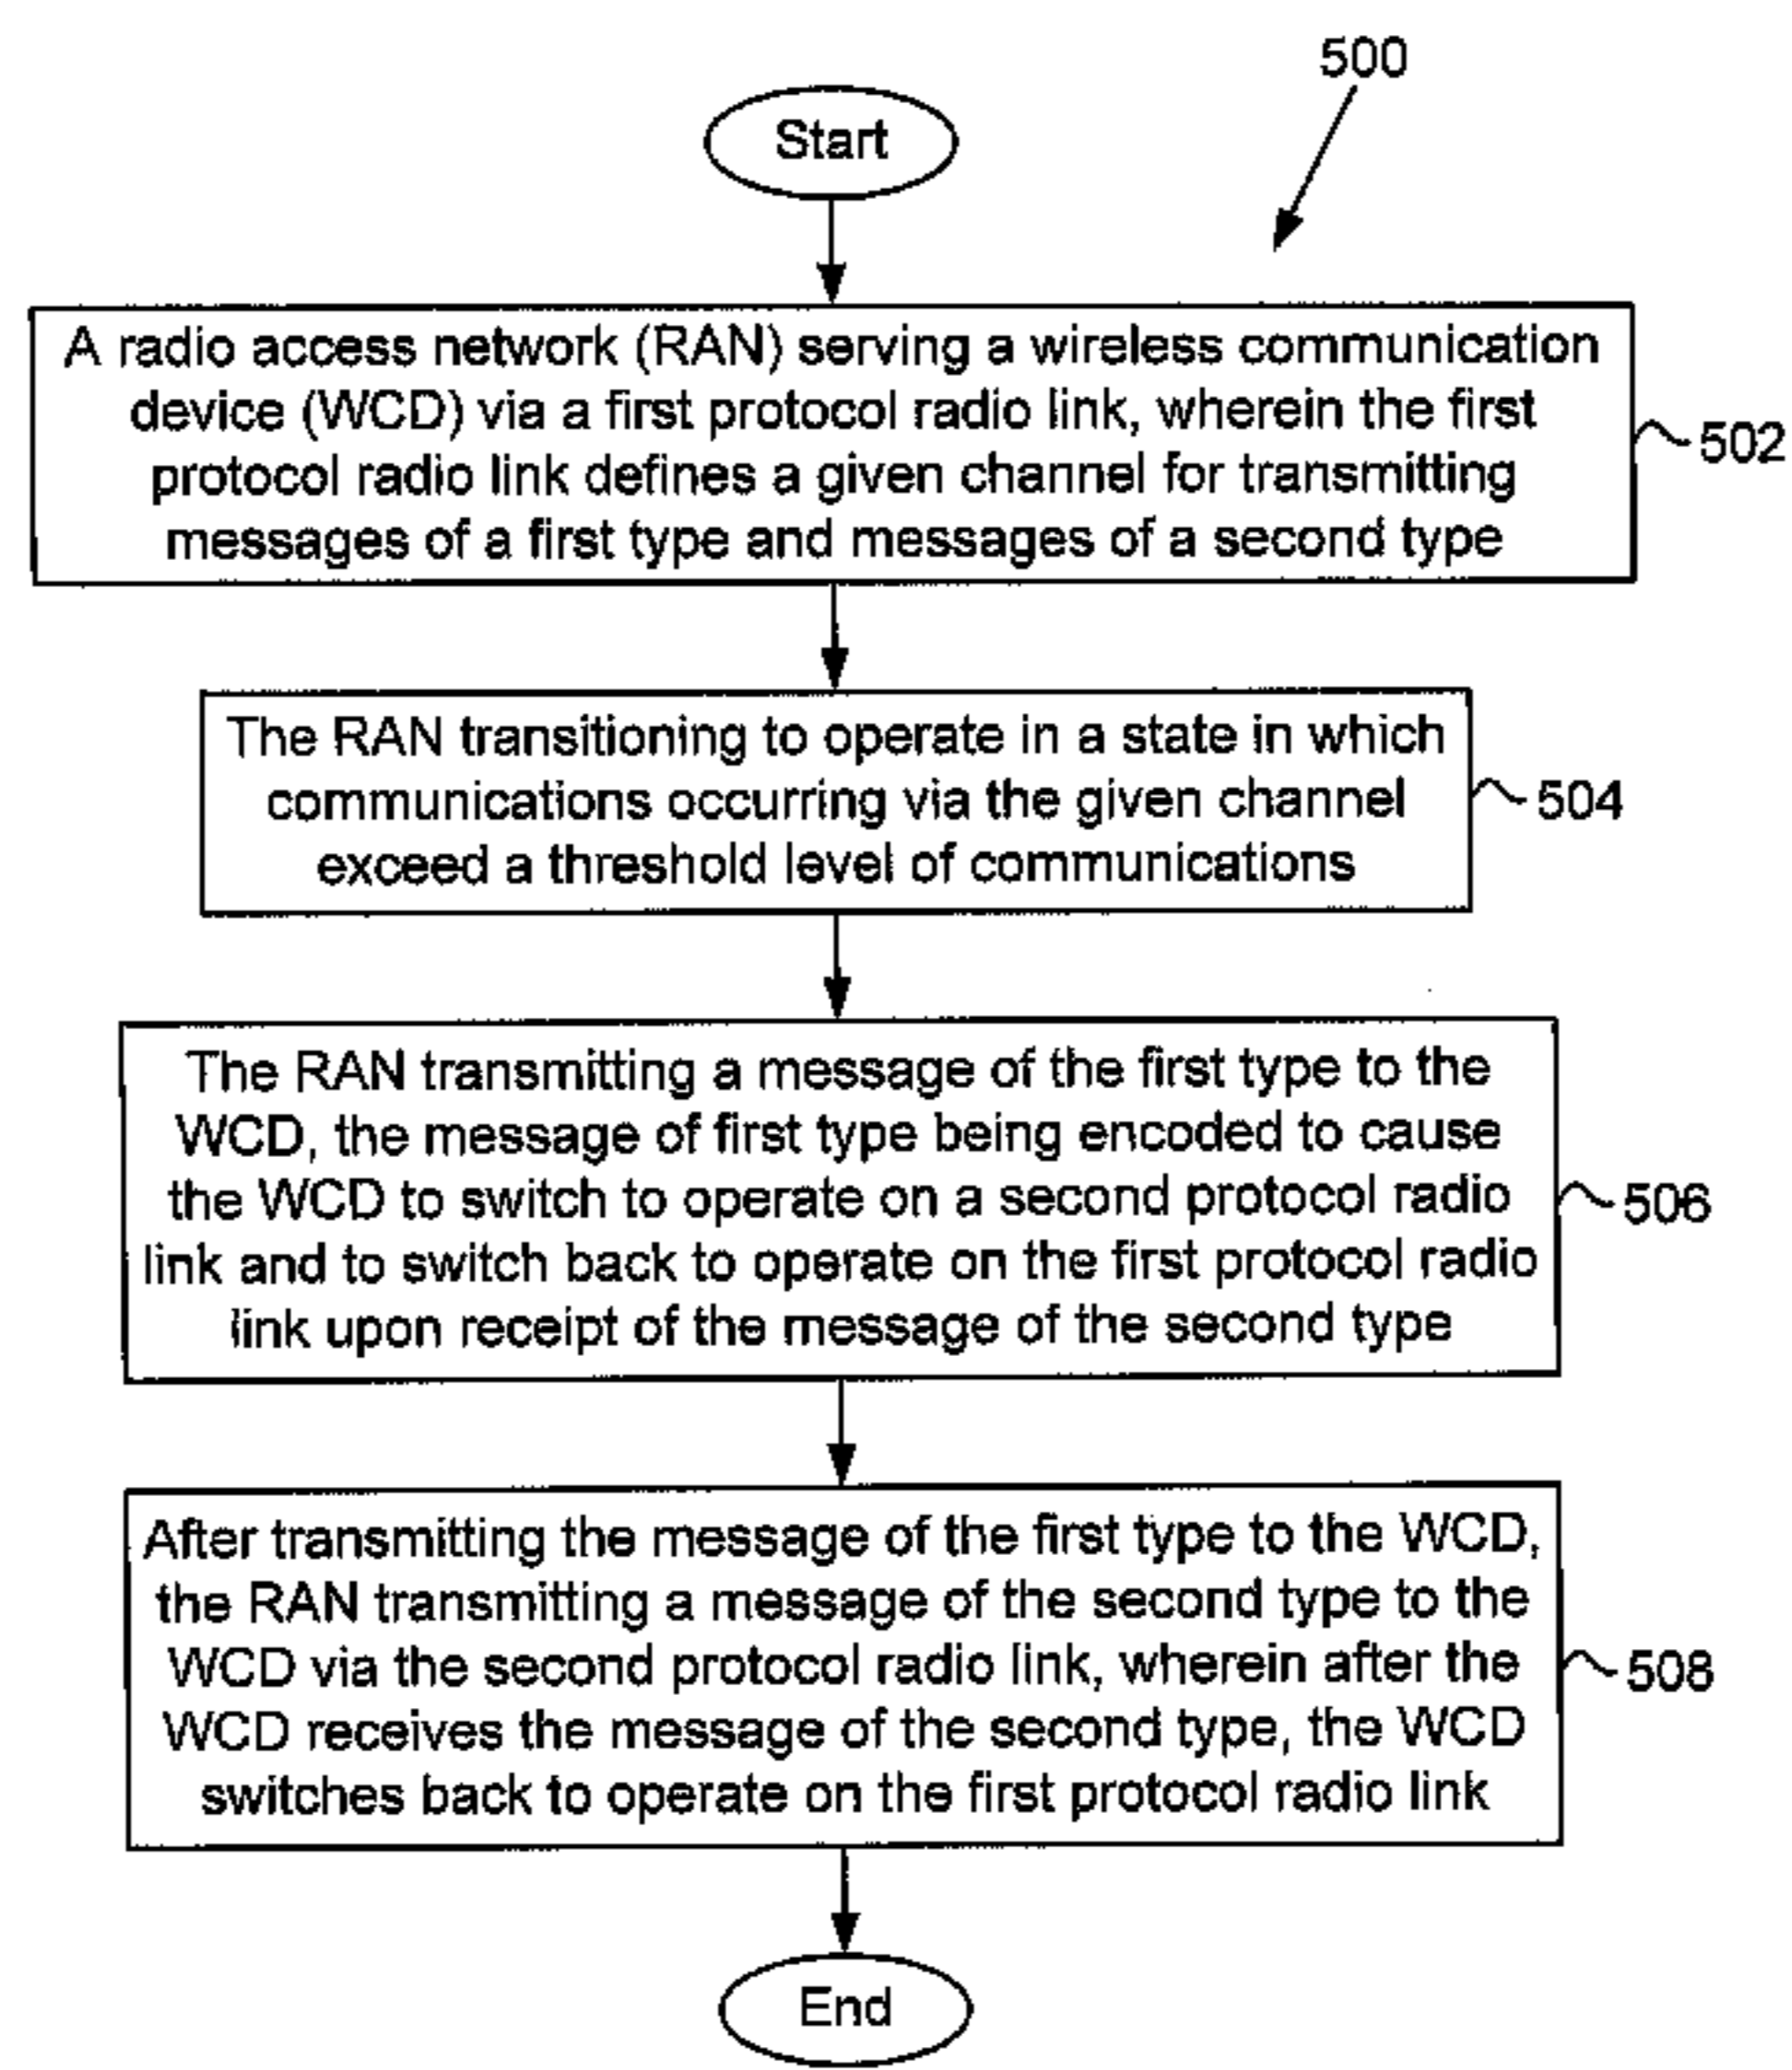 500
Start
A radio access network (RAN) serving a wireless communication
device (WCD) via a first protocol radio link, wherein the first
protocol radio link defines a given channel for transmitting
messages of a first type and messages of a second type
502
The RAN transitioning to operate in a state in which
communications occurring via the given channel
exceed a threshold level of communications
504
The RAN transmitting a message of the first type to the
WCD, the message of first type being encoded to cause
the WCD to switch to operate on a second protocol radio
link and to switch back to operate on the first protocol radio
link upon receipt of the message of the second type
506
After transmitting the message of the first type to the WCD,
the RAN transmitting a message of the second type to the
WCD via the second protocol radio link, wherein after the
WCD receives the message of the second type, the WCD
switches back to operate on the first protocol radio link
508
End